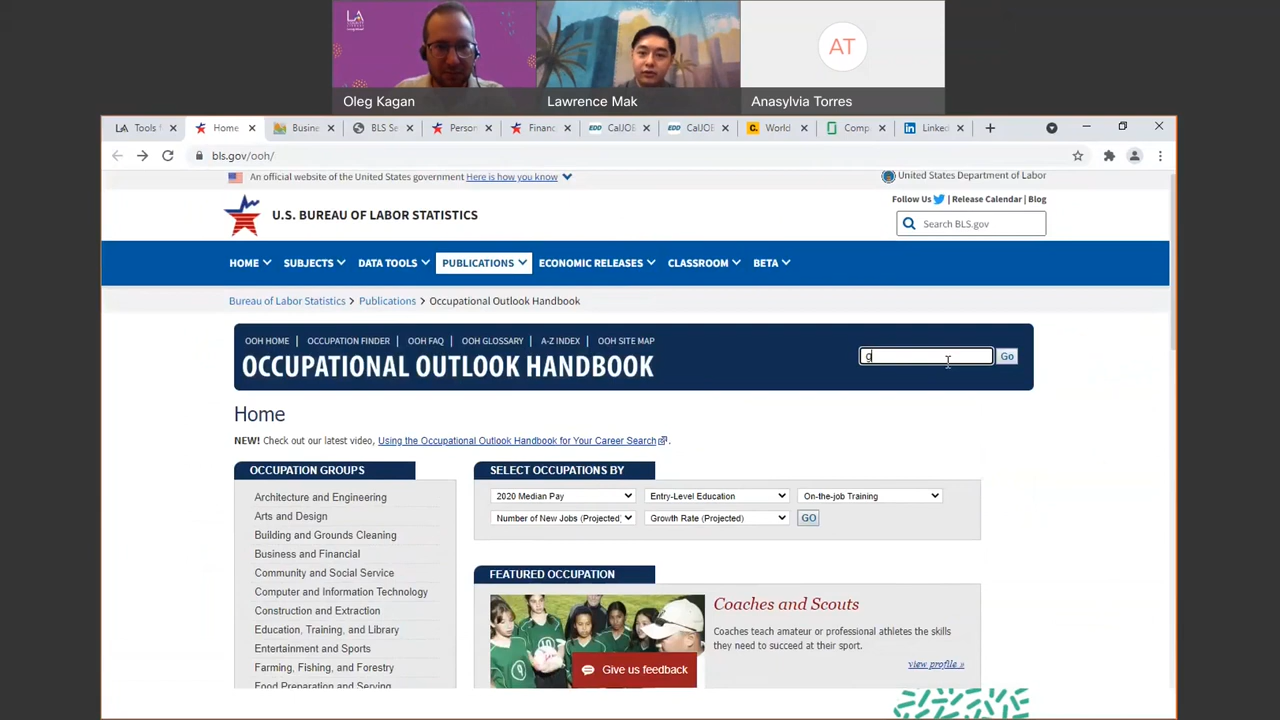 LA
AT
Oleg Kagan
Lawrence Mak
Anasylvia Torres
LA Tools f
Home
Busine
BLS Se
Person
Financ
EDD CalJOB
EDD CalJOB
C. World
Comp
in Linked
bls.gov/ooh/
An official website of the United States government Here is how you know
United States Department of Labor
Follow Us | Release Calendar | Blog
U.S. BUREAU OF LABOR STATISTICS
Search BLS.gov
HOME SUBJECTS DATA TOOLS PUBLICATIONS ECONOMIC RELEASES CLASSROOM BETA
Bureau of Labor Statistics > Publications > Occupational Outlook Handbook
OOH HOME | OCCUPATION FINDER | OOH FAQ | OOH GLOSSARY | A-Z INDEX | OOH SITE MAP
OCCUPATIONAL OUTLOOK HANDBOOK
g
Go
Home
NEW! Check out our latest video, Using the Occupational Outlook Handbook for Your Career Search.
OCCUPATION GROUPS
Architecture and Engineering
Arts and Design
Building and Grounds Cleaning
Business and Financial
Community and Social Service
Computer and Information Technology
Construction and Extraction
Education, Training, and Library
Entertainment and Sports
Farming, Fishing, and Forestry
Food Preparation and Serving
SELECT OCCUPATIONS BY
2020 Median Pay
Entry-Level Education
On-the-job Training
Number of New Jobs (Projected)
Growth Rate (Projected)
GO
FEATURED OCCUPATION
Coaches and Scouts
Coaches teach amateur or professional athletes the skills
they need to succeed at their sport.
view profile »
Give us feedback